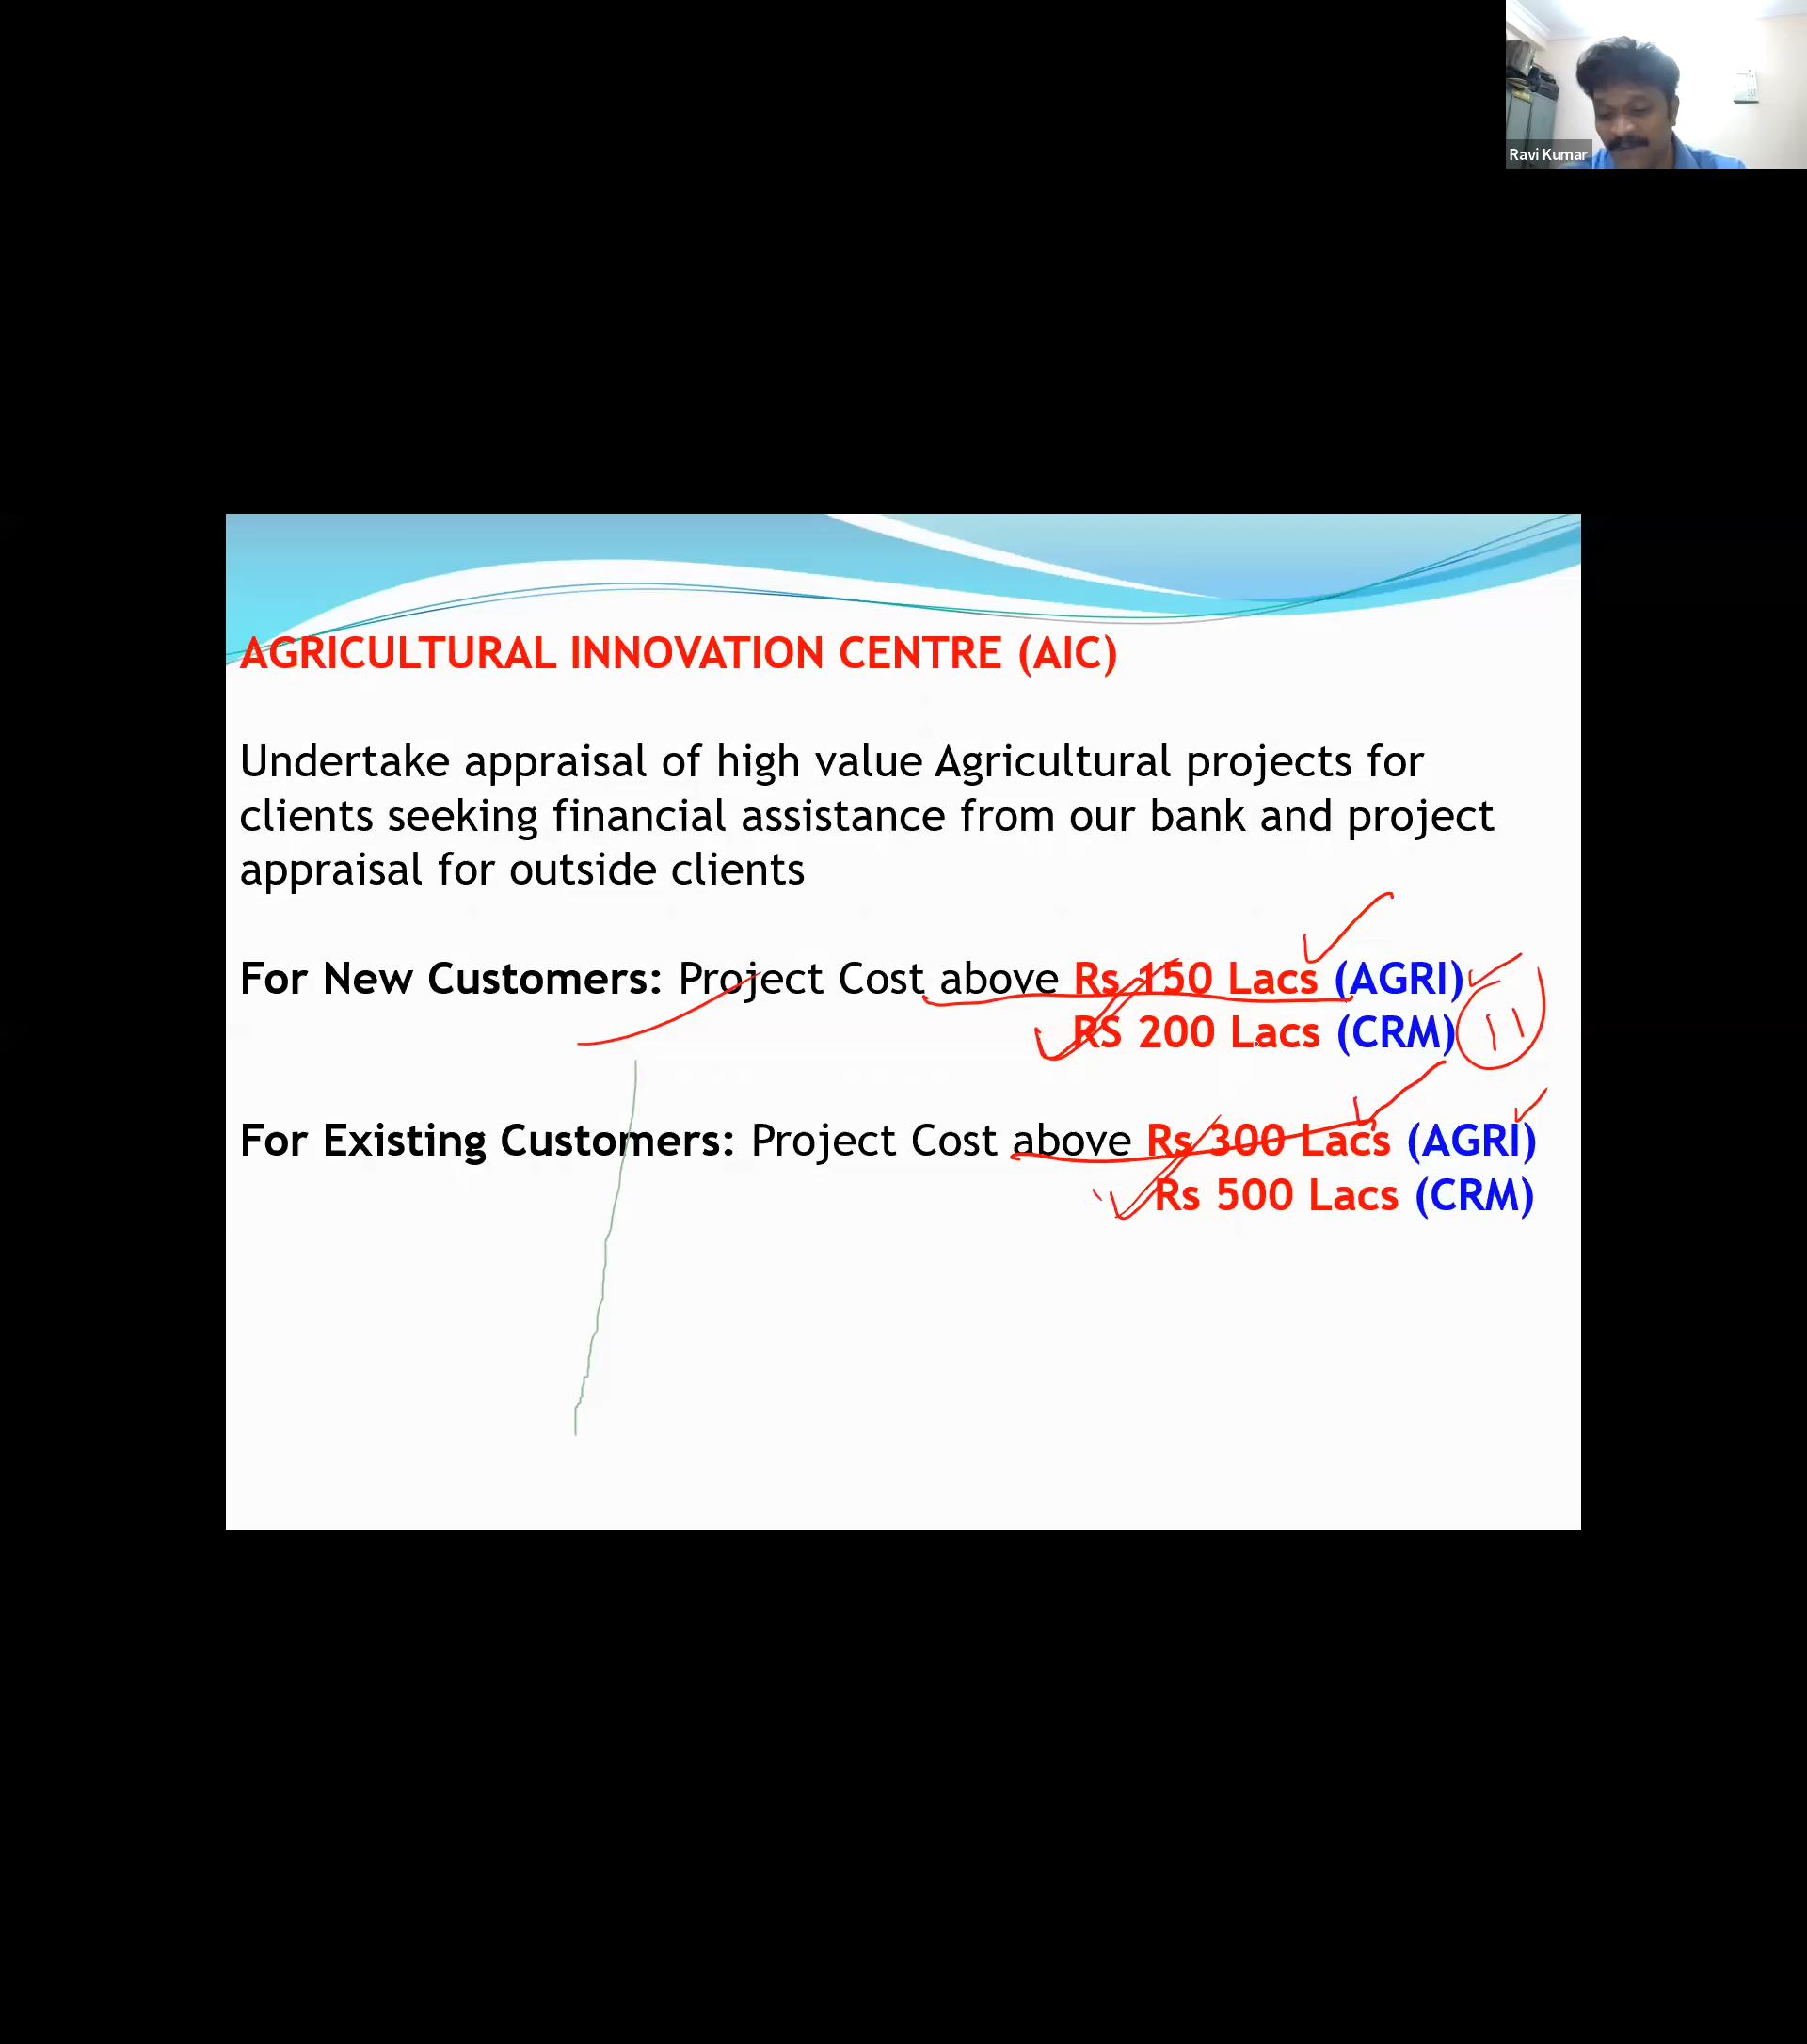 Ravi Kumar
AGRICULTURAL INNOVATION CENTRE (AIC)
Undertake appraisal of high value Agricultural projects for
clients seeking financial assistance from our bank and project
appraisal for outside clients
For New Customers: Project Cost above Rs 150 Lacs (AGRI)
RS 200 Lacs (CRM) 11
For Existing Customers: Project Cost above Rs 300 Lacs (AGRI)
Rs 500 Lacs (CRM)